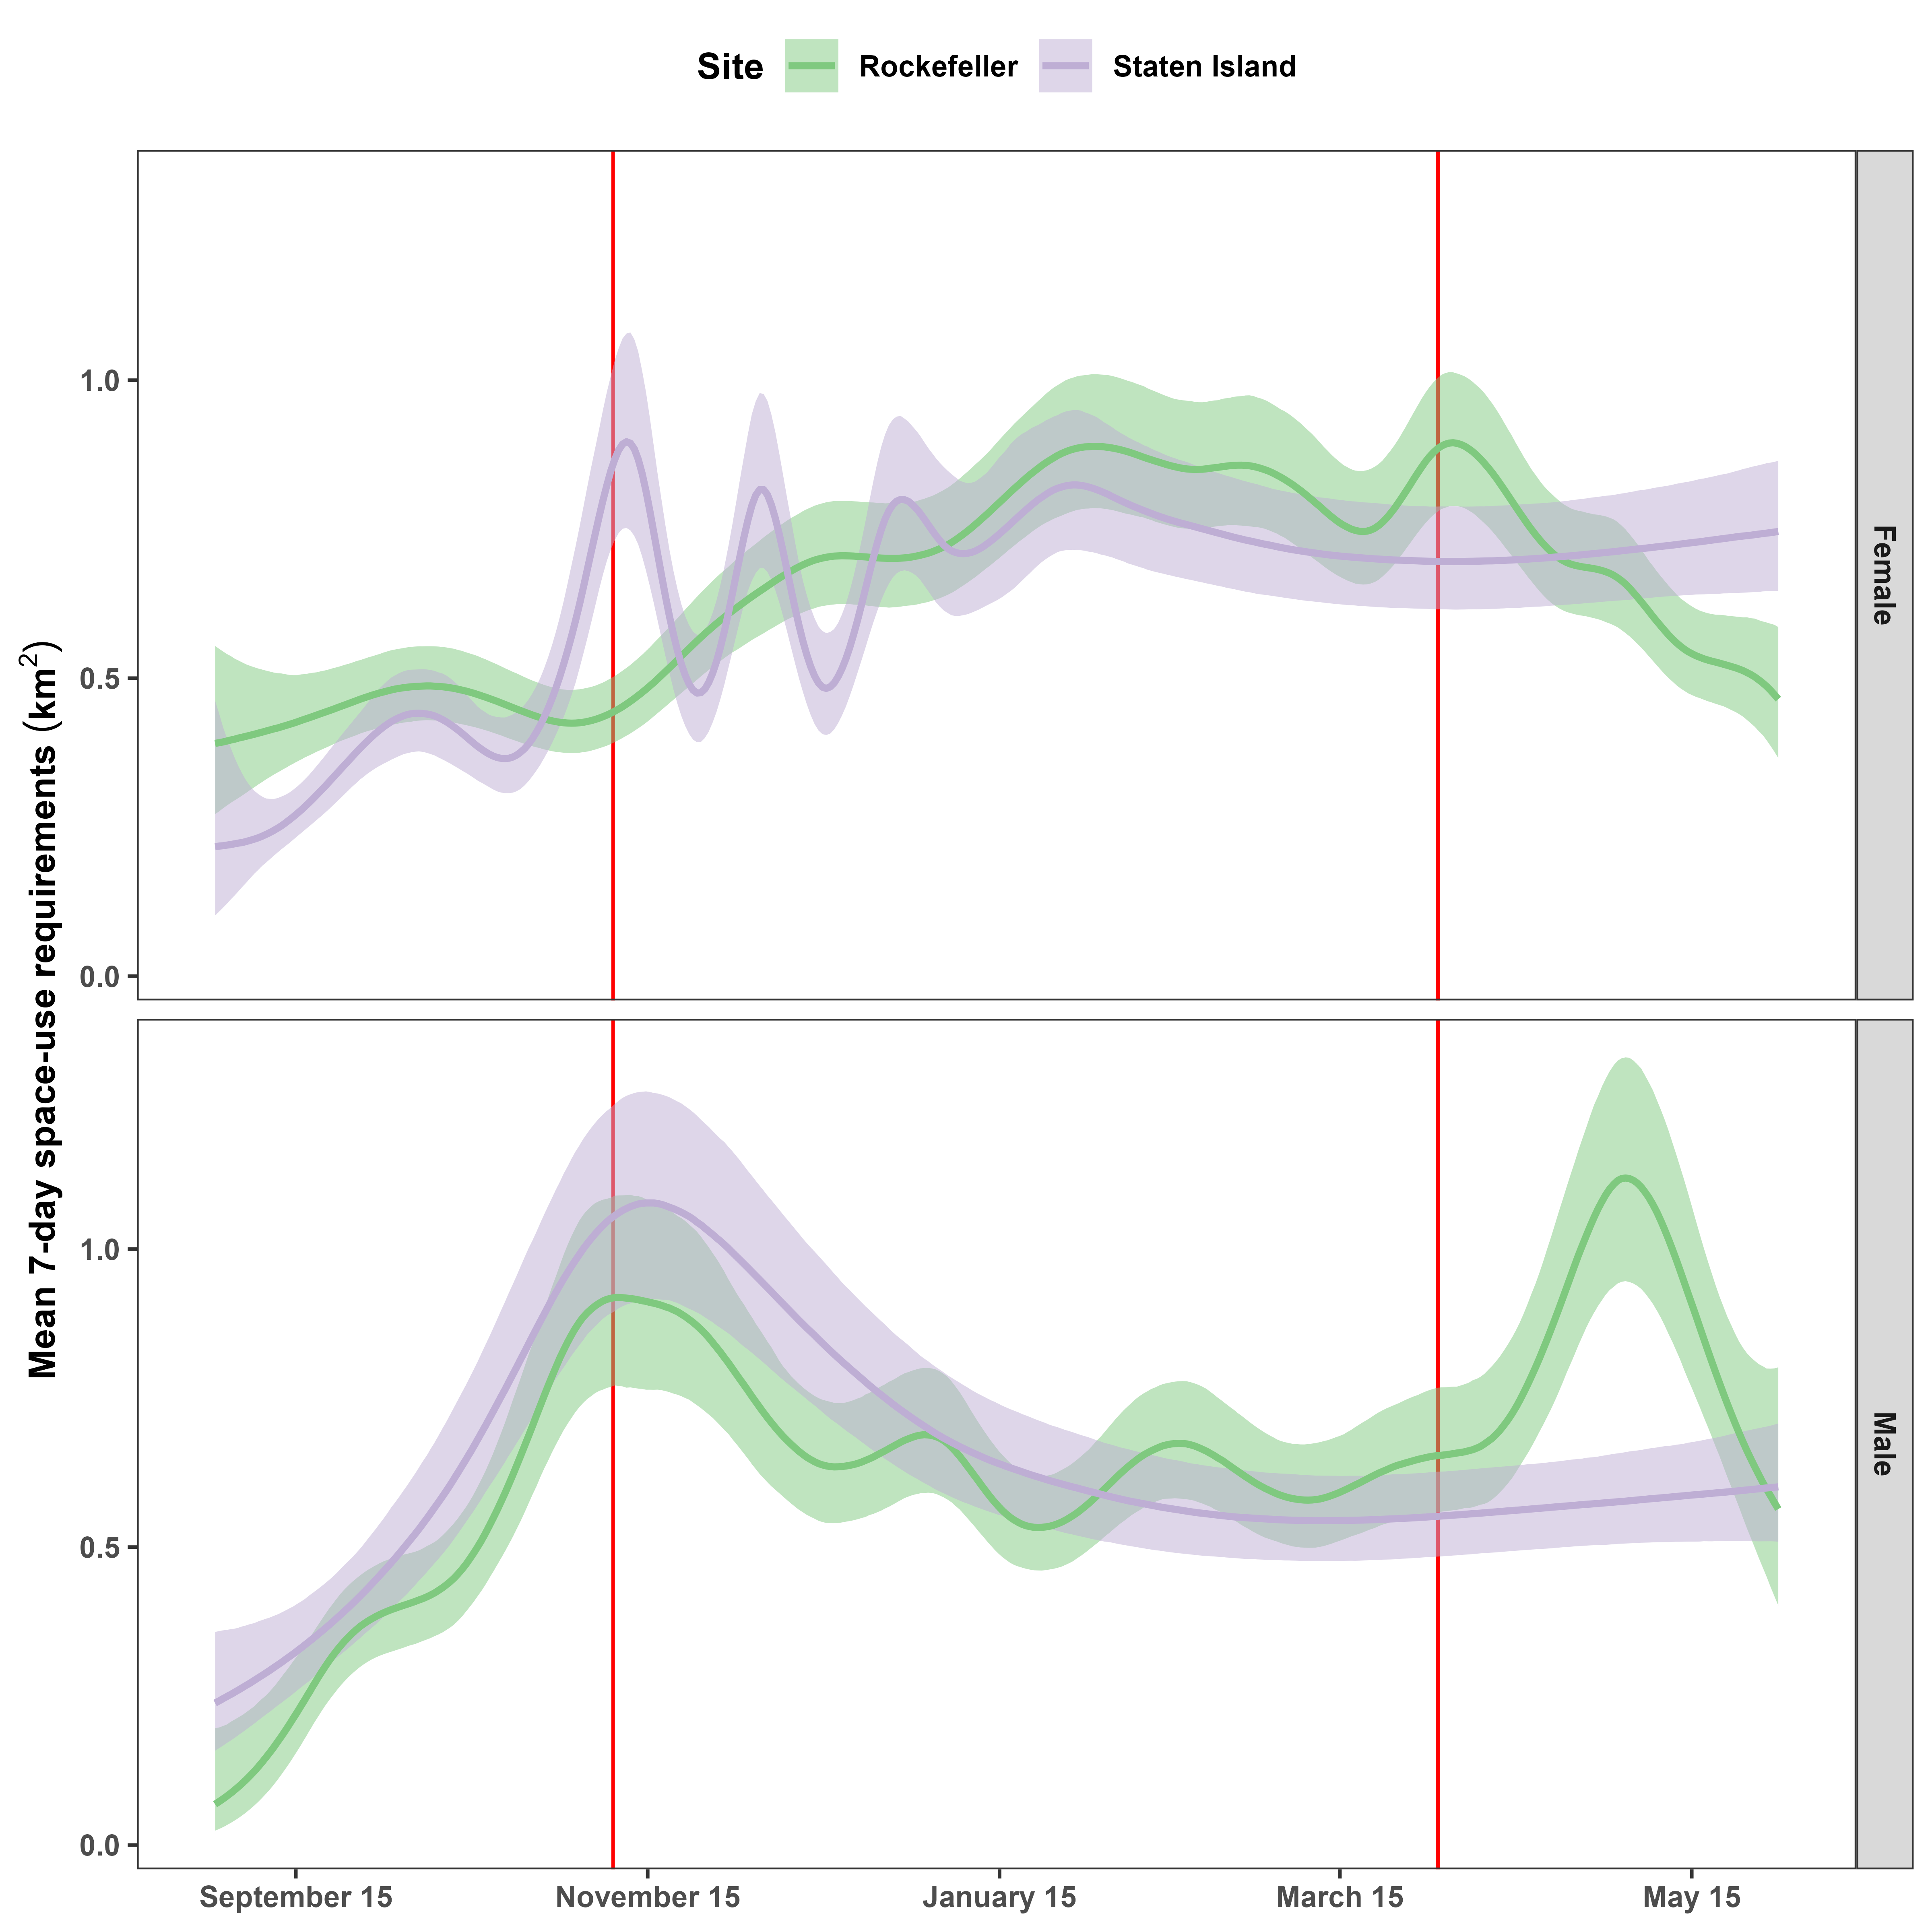 Site Rockefeller Staten Island
Mean 7-day space-use requirements (km²)
1.0
0.5
0.0
Female
1.0
0.5
0.0
Male
September 15 November 15 January 15 March 15 May 15